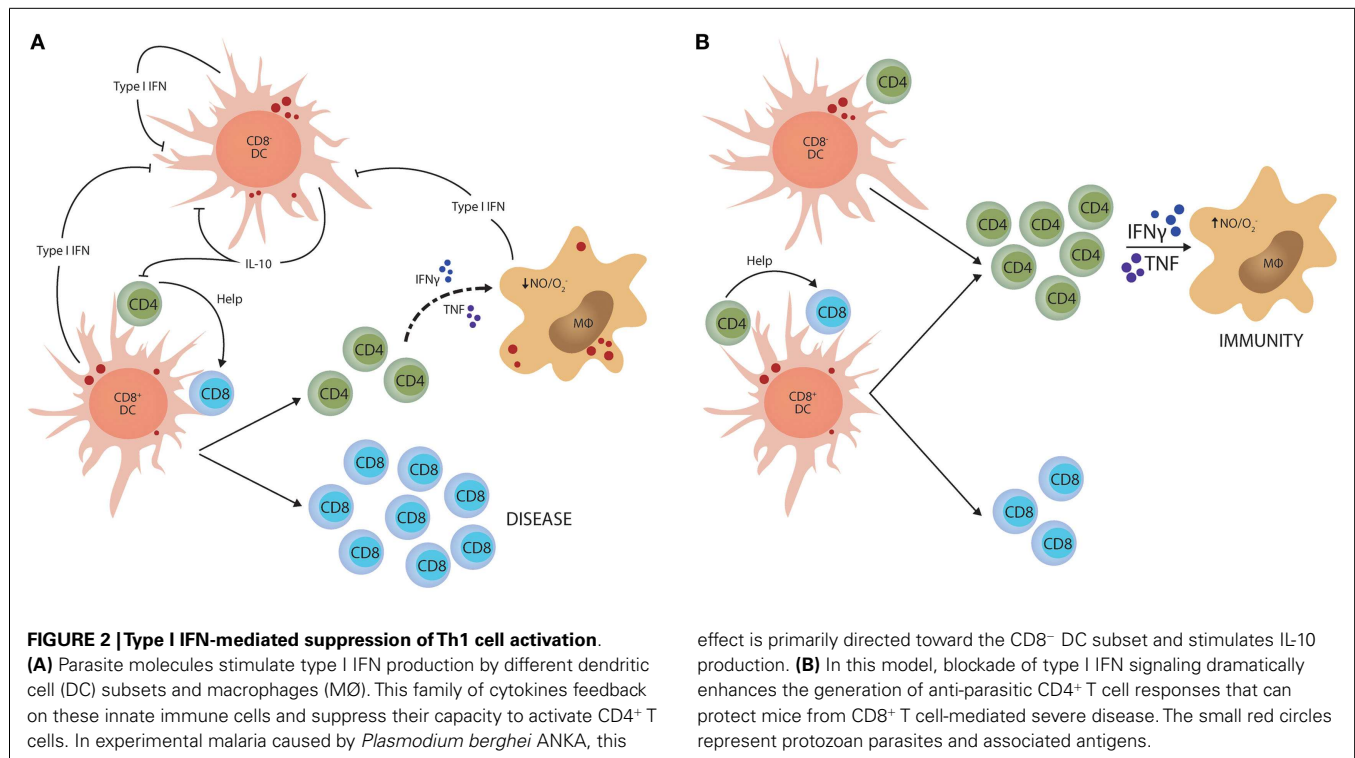 A
Type I IFN
CD8⁻
DC
Type I IFN
Type I IFN
IL-10
CD4
Help
CD8⁺
DC
CD8
IFNγ
TNF
↓NO/O₂⁻
MΦ
CD4
CD4
CD4
CD8
CD8
CD8
CD8
CD8
CD8
CD8
CD8
CD8
DISEASE
B
CD4
CD8⁻
DC
Help
CD4
CD8
CD8⁺
DC
CD4
CD4
CD4
CD4
CD4
CD4
CD4
IFNγ
TNF
↑NO/O₂⁻
MΦ
IMMUNITY
CD8
CD8
CD8
FIGURE 2 | Type I IFN-mediated suppression of Th1 cell activation.
(A) Parasite molecules stimulate type I IFN production by different dendritic
cell (DC) subsets and macrophages (MØ). This family of cytokines feedback
on these innate immune cells and suppress their capacity to activate CD4⁺ T
cells. In experimental malaria caused by Plasmodium berghei ANKA, this
effect is primarily directed toward the CD8⁻ DC subset and stimulates IL-10
production. (B) In this model, blockade of type I IFN signaling dramatically
enhances the generation of anti-parasitic CD4⁺ T cell responses that can
protect mice from CD8⁺ T cell-mediated severe disease. The small red circles
represent protozoan parasites and associated antigens.